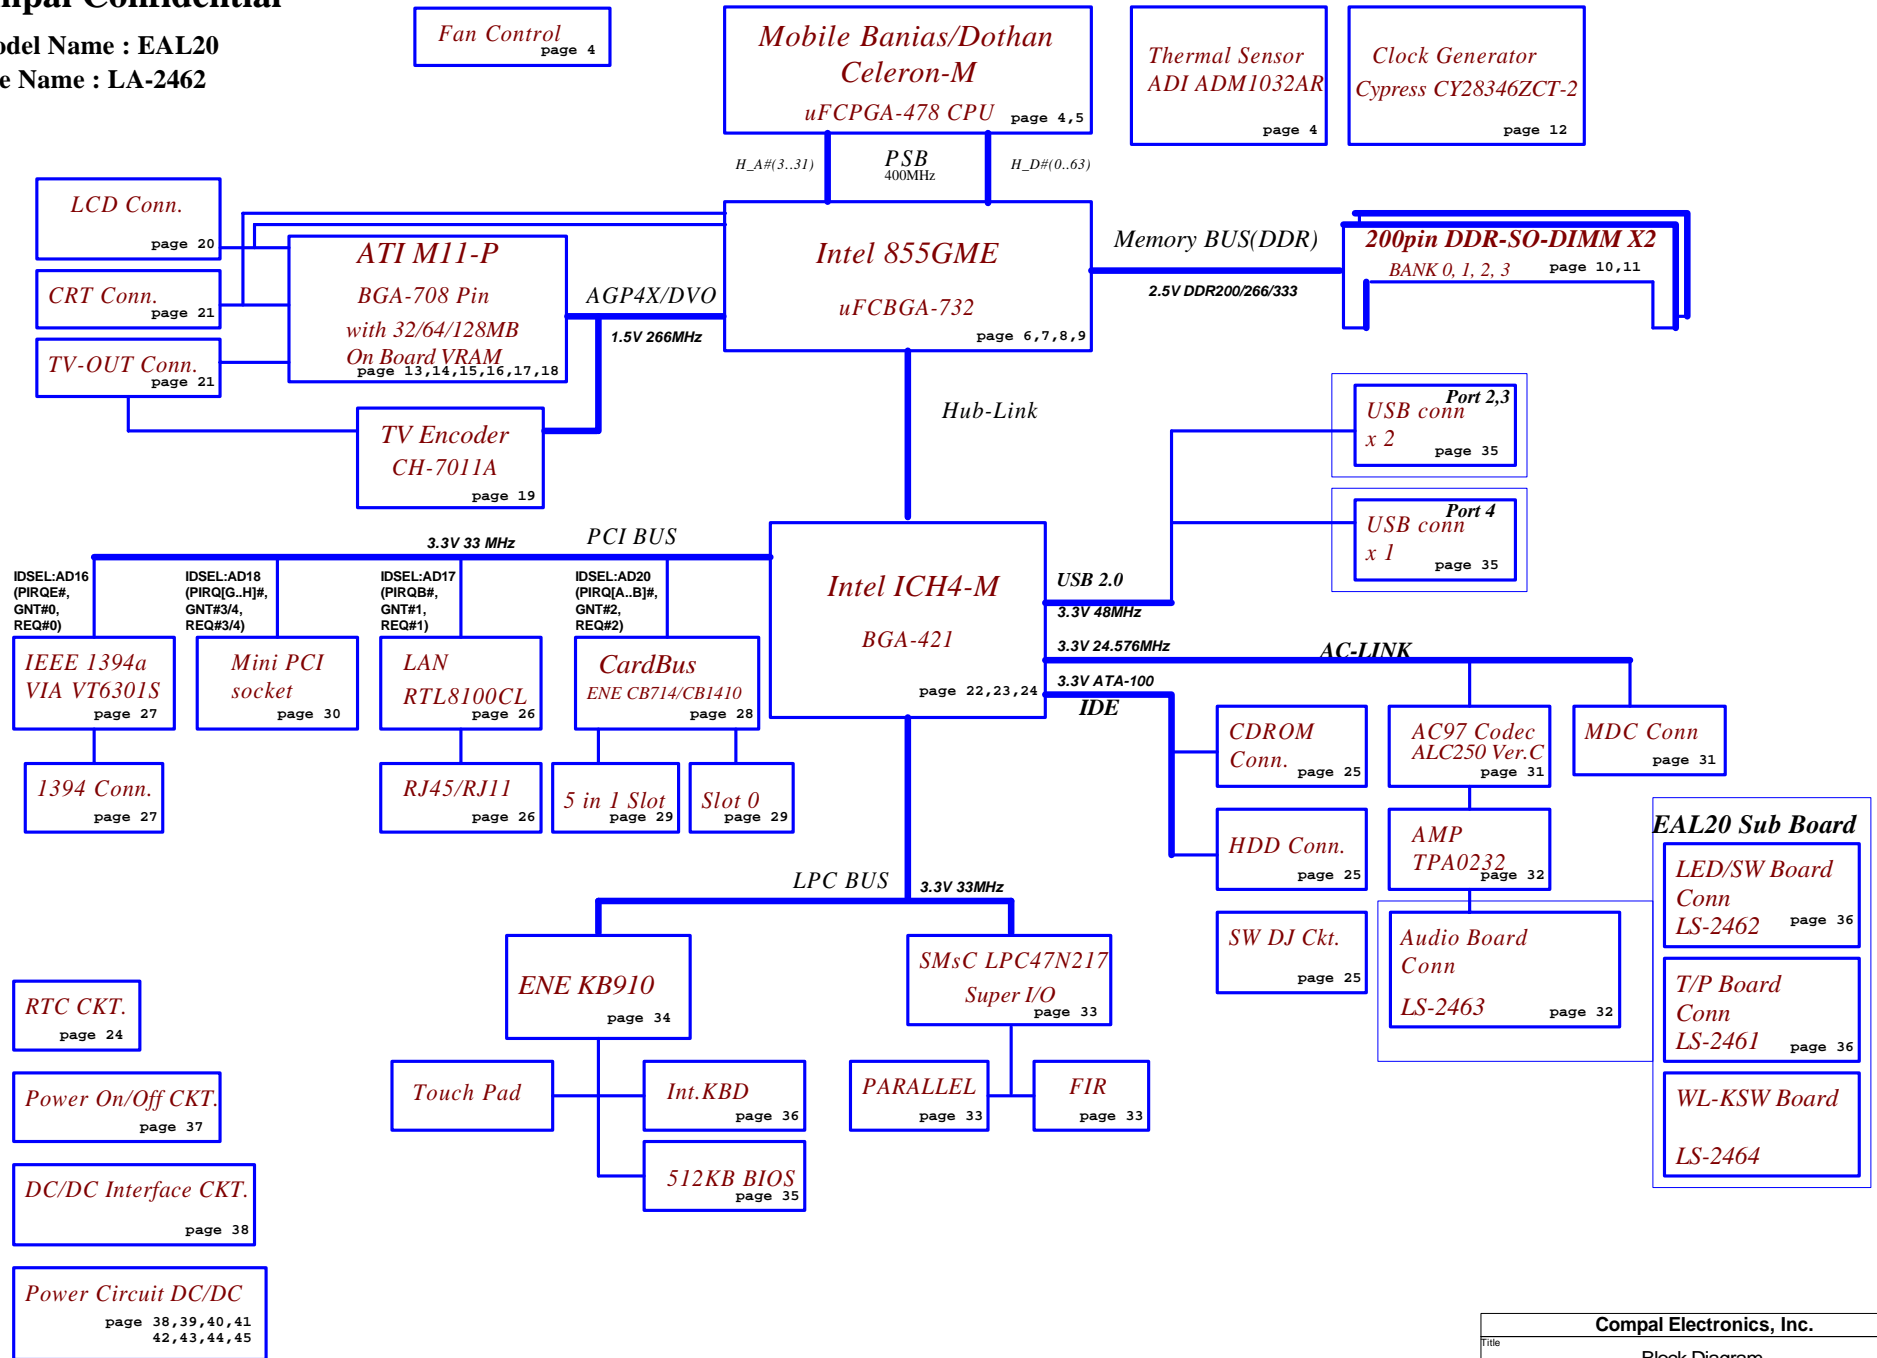 Compal Confidential
Model Name : EAL20
File Name : LA-2462
Fan Control
page 4
Mobile Banias/Dothan
Celeron-M
uFCPGA-478 CPU page 4,5
Thermal Sensor
ADI ADM1032AR
page 4
Clock Generator
Cypress CY28346ZCT-2
page 12
H_A#(3..31)
PSB
400MHz
H_D#(0..63)
LCD Conn.
page 20
CRT Conn.
page 21
TV-OUT Conn.
page 21
ATI M11-P
BGA-708 Pin
with 32/64/128MB
On Board VRAM
page 13,14,15,16,17,18
AGP4X/DVO
1.5V 266MHz
Intel 855GME
uFCBGA-732
page 6,7,8,9
Memory BUS(DDR)
2.5V DDR200/266/333
200pin DDR-SO-DIMM X2
BANK 0, 1, 2, 3 page 10,11
TV Encoder
CH-7011A
page 19
Hub-Link
Port 2,3
USB conn
x 2
page 35
Port 4
USB conn
x 1
page 35
3.3V 33 MHz
PCI BUS
IDSEL:AD16
(PIRQE#,
GNT#0,
REQ#0)
IDSEL:AD18
(PIRQ[G..H]#,
GNT#3/4,
REQ#3/4)
IDSEL:AD17
(PIRQB#,
GNT#1,
REQ#1)
IDSEL:AD20
(PIRQ[A..B]#,
GNT#2,
REQ#2)
Intel ICH4-M
BGA-421
page 22,23,24
USB 2.0
3.3V 48MHz
3.3V 24.576MHz
AC-LINK
3.3V ATA-100
IDE
IEEE 1394a
VIA VT6301S
page 27
Mini PCI
socket
page 30
LAN
RTL8100CL
page 26
CardBus
ENE CB714/CB1410
page 28
1394 Conn.
page 27
RJ45/RJ11
page 26
5 in 1 Slot
page 29
Slot 0
page 29
CDROM
Conn.
page 25
AC97 Codec
ALC250 Ver.C
page 31
MDC Conn
page 31
HDD Conn.
page 25
AMP
TPA0232
page 32
SW DJ Ckt.
page 25
Audio Board
Conn
LS-2463 page 32
EAL20 Sub Board
LED/SW Board
Conn
LS-2462 page 36
T/P Board
Conn
LS-2461 page 36
WL-KSW Board
LS-2464
LPC BUS
3.3V 33MHz
ENE KB910
page 34
SMsC LPC47N217
Super I/O
page 33
Touch Pad
Int.KBD
page 36
512KB BIOS
page 35
PARALLEL
page 33
FIR
page 33
RTC CKT.
page 24
Power On/Off CKT.
page 37
DC/DC Interface CKT.
page 38
Power Circuit DC/DC
page 38,39,40,41
42,43,44,45
Compal Electronics, Inc.
Title
Block Diagram